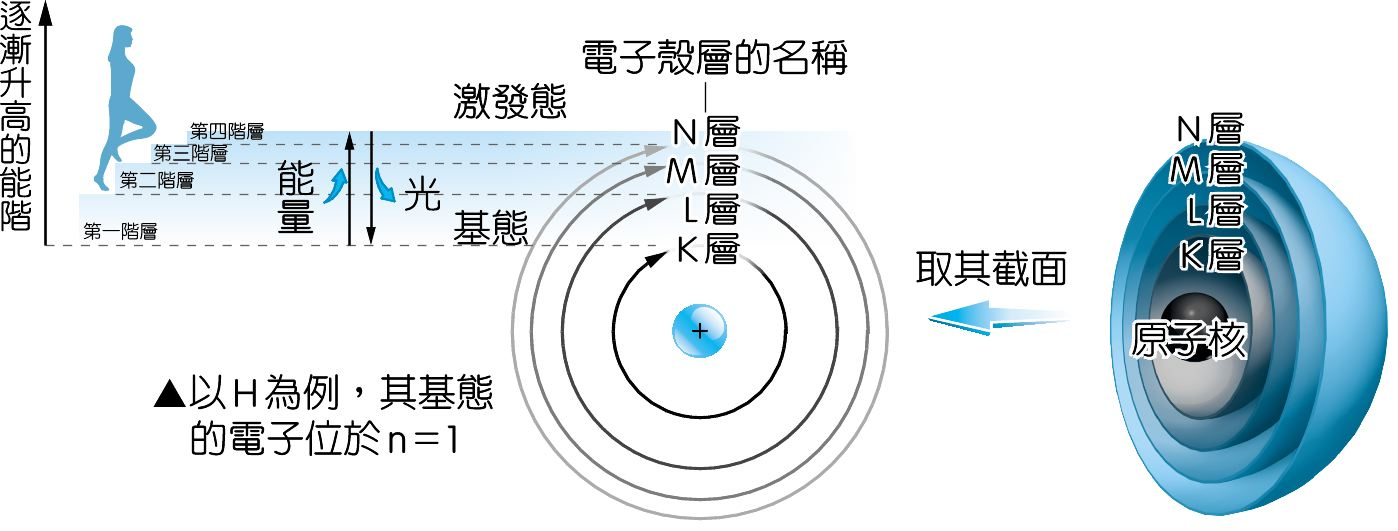 逐漸升高的能階
第四階層
第三階層
第二階層
第一階層
能量
光
激發態
基態
電子殼層的名稱
N層
M層
L層
K層
+
▲以H為例，其基態
的電子位於n=1
取其截面
N層
M層
L層
K層
原子核